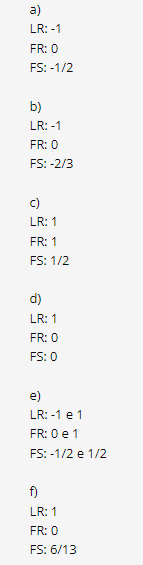 a)
LR: -1
FR: 0
FS: -1/2
b)
LR: -1
FR: 0
FS: -2/3
c)
LR: 1
FR: 1
FS: 1/2
d)
LR: 1
FR: 0
FS: 0
e)
LR: -1 e 1
FR: 0 e 1
FS: -1/2 e 1/2
f)
LR: 1
FR: 0
FS: 6/13